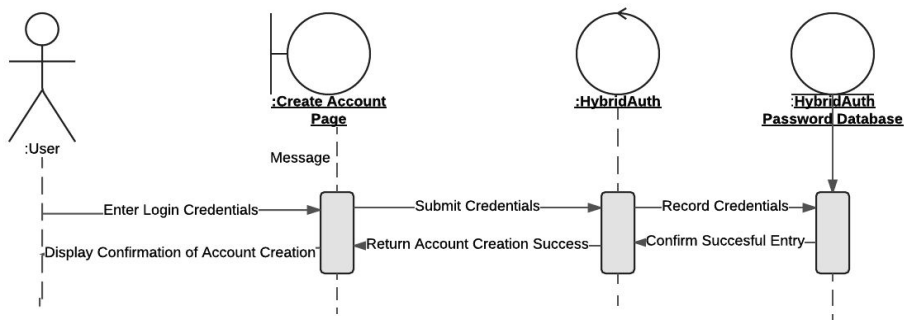 :User
:Create Account
Page
:HybridAuth
:HybridAuth
Password Database
Message
Enter Login Credentials
Submit Credentials
Record Credentials
Display Confirmation of Account Creation
Return Account Creation Success
Confirm Succesful Entry